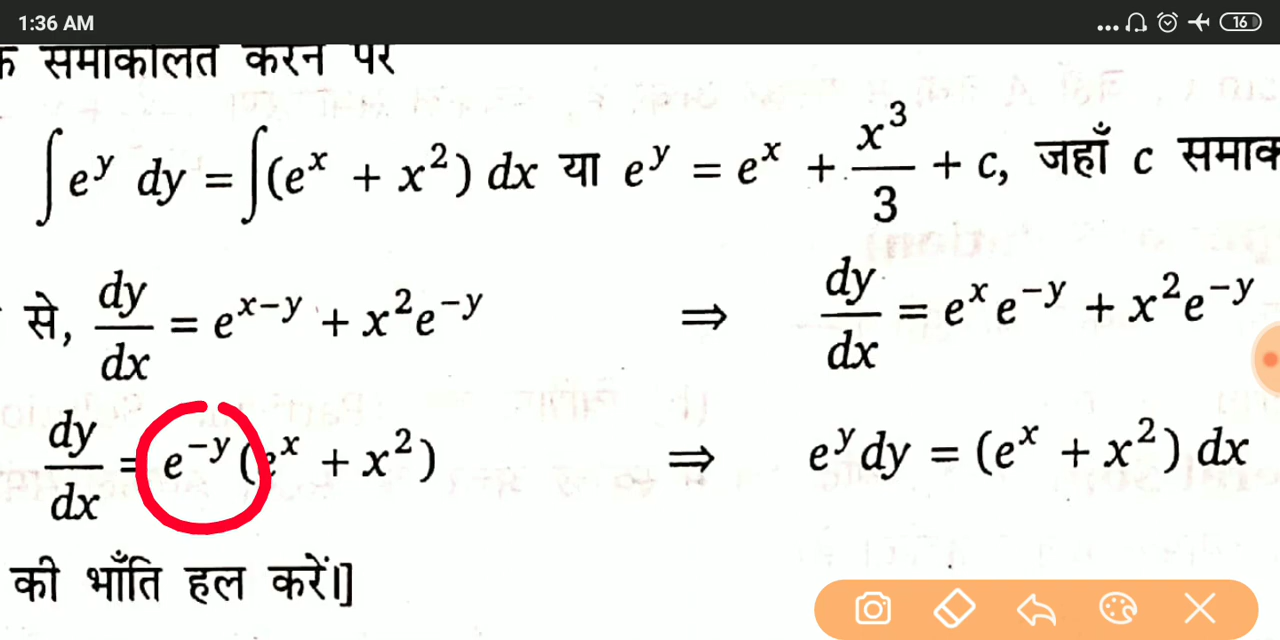 1:36 AM 16
समाकलित करने पर
∫e^y dy = ∫(e^x + x^2) dx या e^y = e^x + x^3/3 + c, जहाँ c समाक
से, dy/dx = e^{x-y} + x^2 e^{-y} ⇒ dy/dx = e^x e^{-y} + x^2 e^{-y}
dy/dx = e^{-y}(e^x + x^2) ⇒ e^y dy = (e^x + x^2) dx
की भाँति हल करें।]